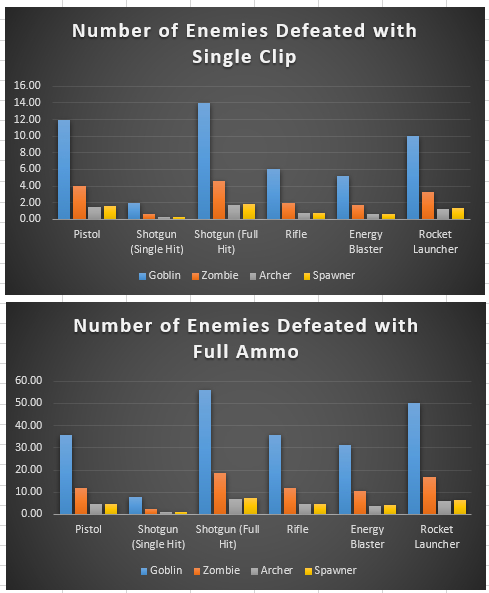 Number of Enemies Defeated with
Single Clip
16.00
14.00
12.00
10.00
8.00
6.00
4.00
2.00
0.00
Pistol Shotgun Shotgun (Full Rifle Energy Rocket
(Single Hit) Hit) Blaster Launcher
Goblin Zombie Archer Spawner
Number of Enemies Defeated with
Full Ammo
60.00
50.00
40.00
30.00
20.00
10.00
0.00
Pistol Shotgun Shotgun (Full Rifle Energy Rocket
(Single Hit) Hit) Blaster Launcher
Goblin Zombie Archer Spawner